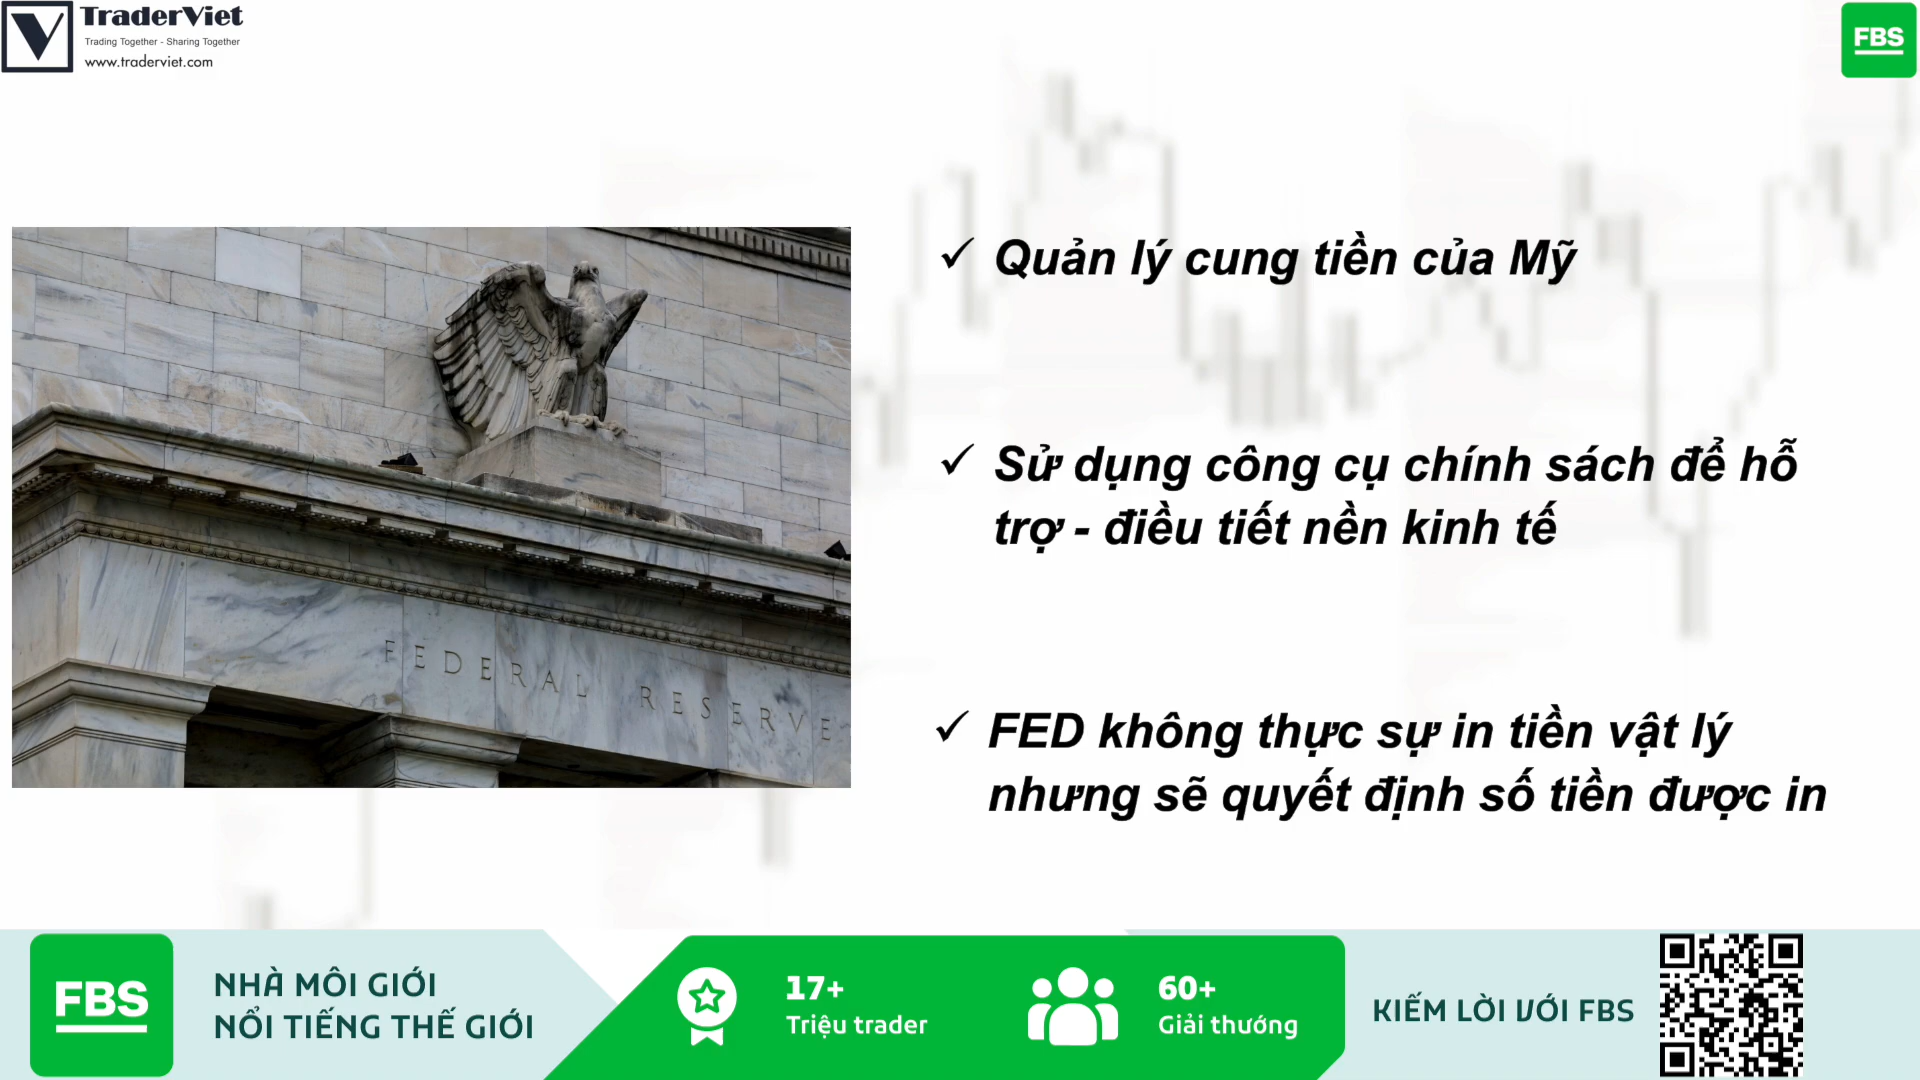 TraderViet
Trading Together - Sharing Together
www.traderviet.com
FBS
Quản lý cung tiền của Mỹ
Sử dụng công cụ chính sách để hỗ
trợ - điều tiết nền kinh tế
FEDERAL RESERVE
FED không thực sự in tiền vật lý
nhưng sẽ quyết định số tiền được in
FBS
NHÀ MÔI GIỚI
NỔI TIẾNG THẾ GIỚI
17+
Triệu trader
60+
Giải thướng
KIẾM LỜI VỚI FBS